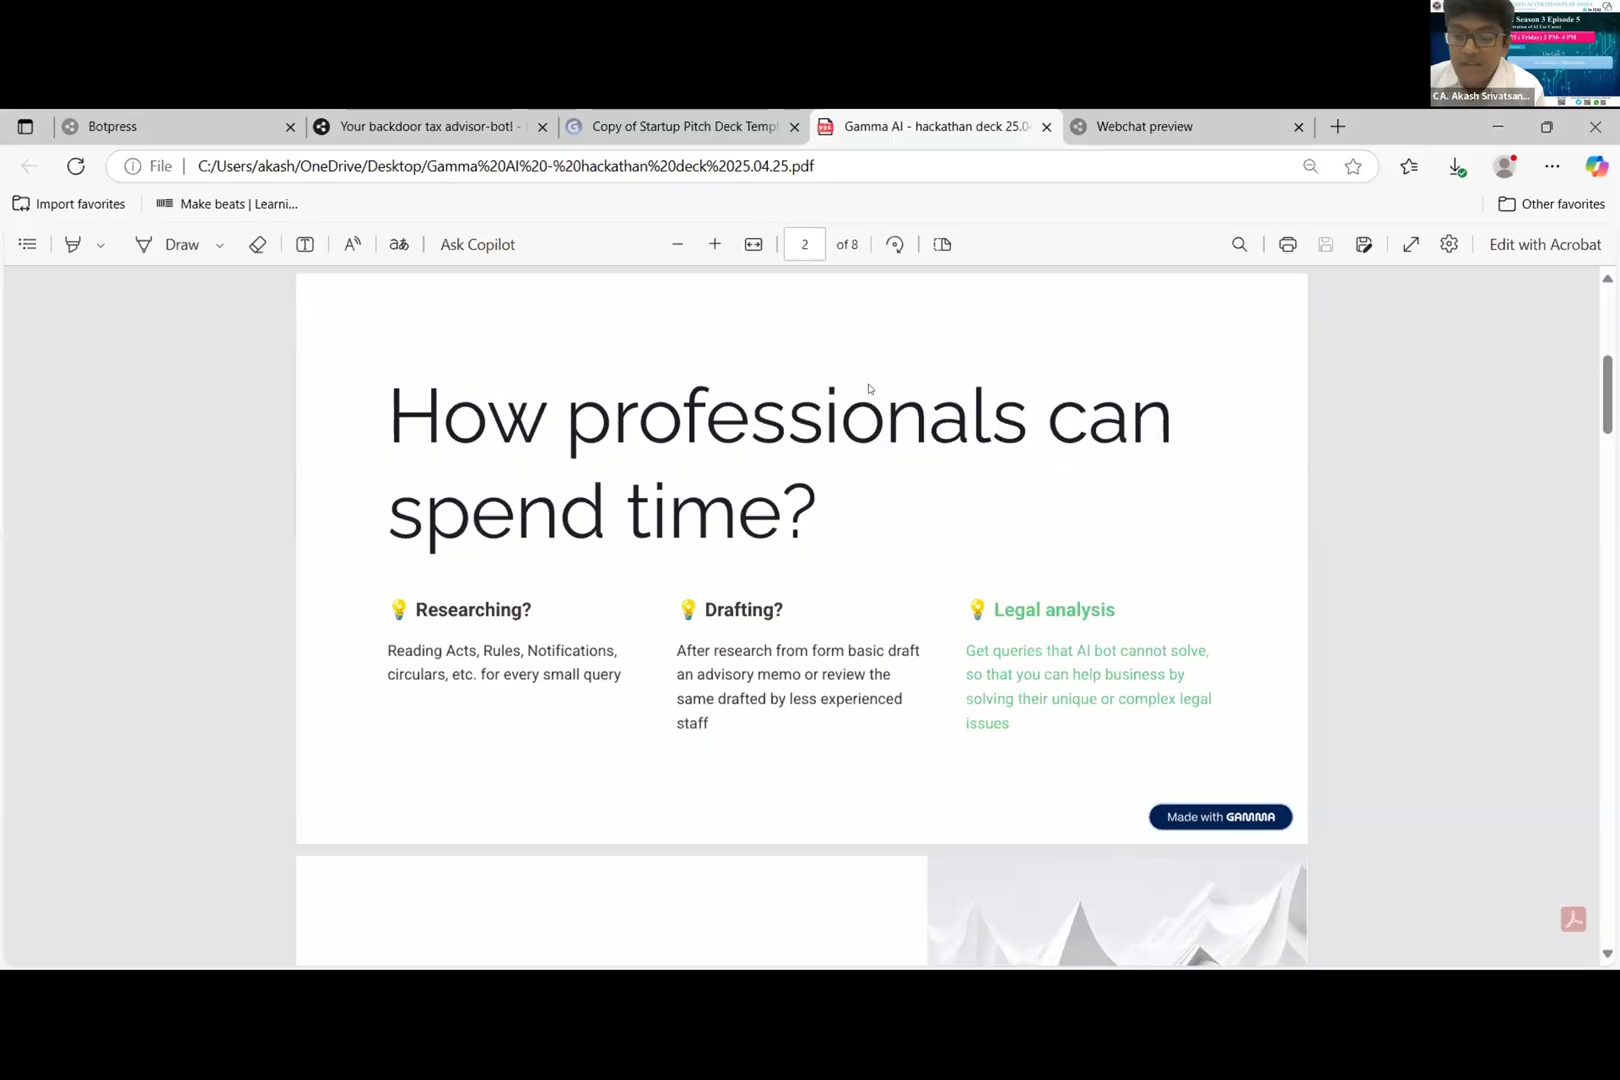 Season 3 Episode 5
(Friday) 2 PM- 4 PM
CA. Akash Srivatsan...
Botpress
Your backdoor tax advisor-bot! -
Copy of Startup Pitch Deck Templ
Gamma AI - hackathan deck 25.0
Webchat preview
File
C:/Users/akash/OneDrive/Desktop/Gamma%20AI%20-%20hackathan%20deck%2025.04.25.pdf
Import favorites
Make beats | Learni...
Other favorites
Draw
Ask Copilot
2
of 8
Edit with Acrobat
How professionals can
spend time?
Researching?
Reading Acts, Rules, Notifications,
circulars, etc. for every small query
Drafting?
After research from form basic draft
an advisory memo or review the
same drafted by less experienced
staff
Legal analysis
Get queries that AI bot cannot solve,
so that you can help business by
solving their unique or complex legal
issues
Made with GAMMA